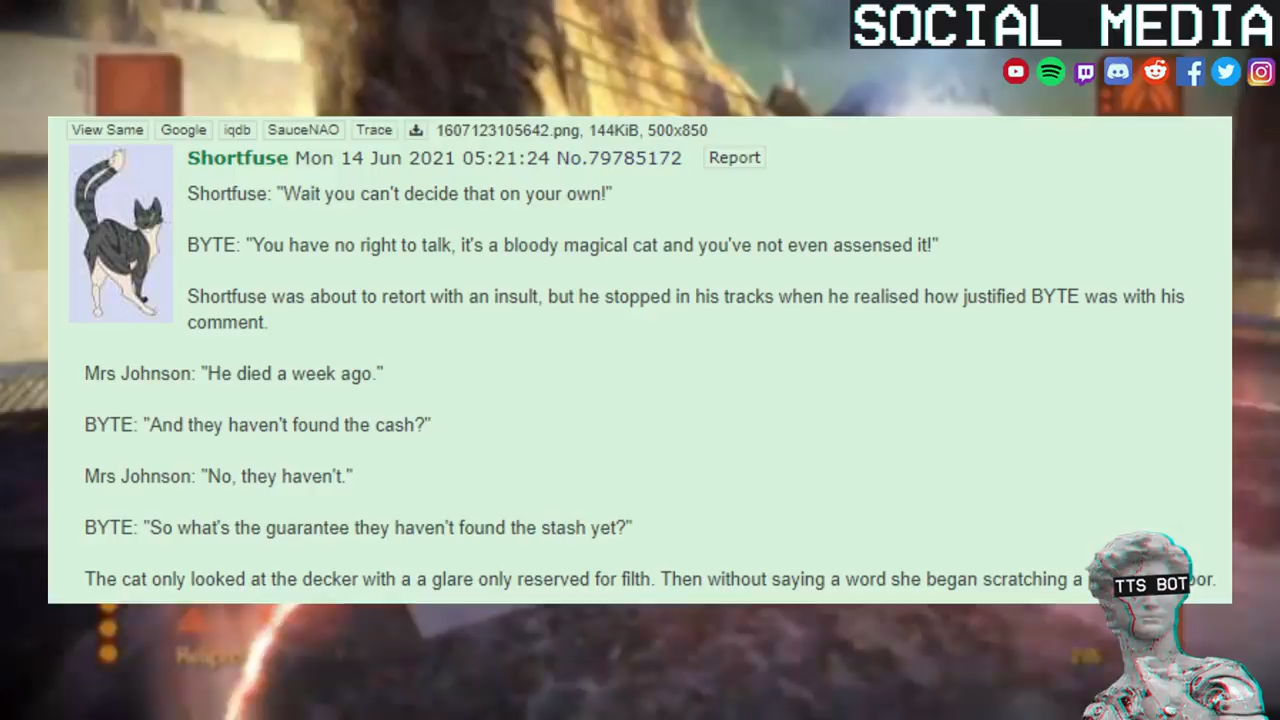 SOCIAL MEDIA
View Same Google iqdb SauceNAO Trace 1607123105642.png, 144KiB, 500x850
Shortfuse Mon 14 Jun 2021 05:21:24 No.79785172 Report
Shortfuse: "Wait you can't decide that on your own!"
BYTE: "You have no right to talk, it's a bloody magical cat and you've not even assensed it!"
Shortfuse was about to retort with an insult, but he stopped in his tracks when he realised how justified BYTE was with his
comment.
Mrs Johnson: "He died a week ago."
BYTE: "And they haven't found the cash?"
Mrs Johnson: "No, they haven't."
BYTE: "So what's the guarantee they haven't found the stash yet?"
The cat only looked at the decker with a a glare only reserved for filth. Then without saying a word she began scratching a
TTS BOT